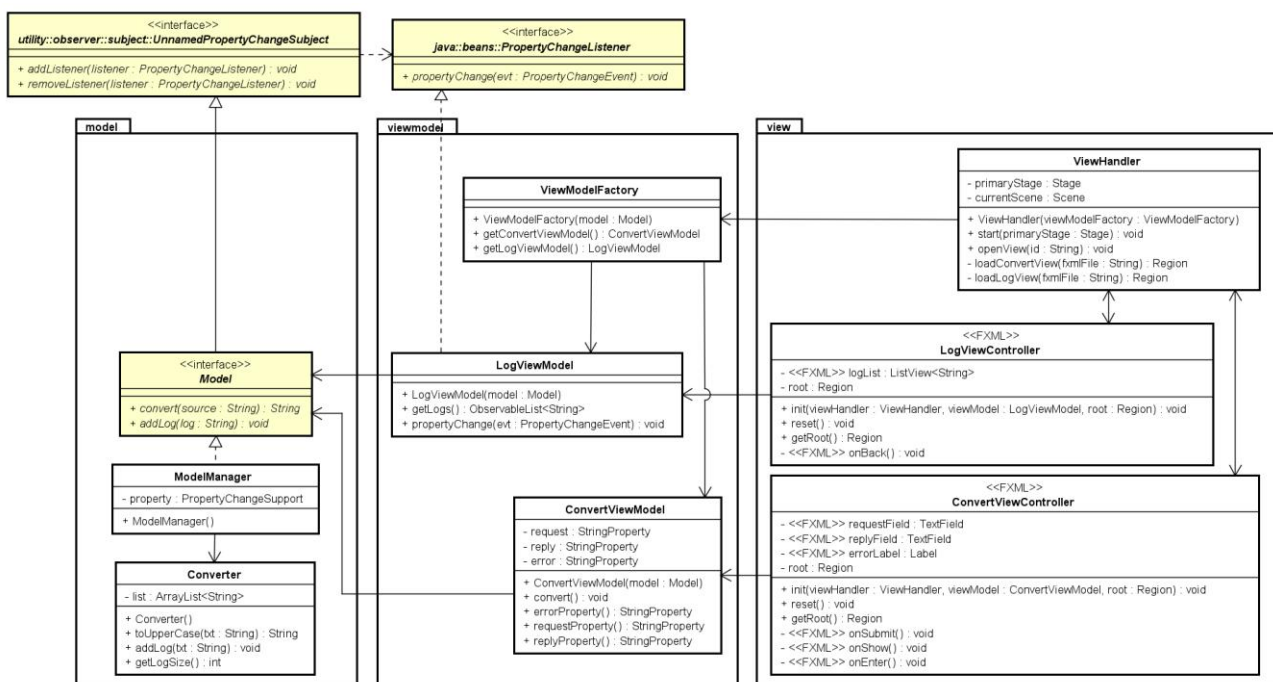 <<interface>>
utility::observer::subject::UnnamedPropertyChangeSubject
+ addListener(listener : PropertyChangeListener) : void
+ removeListener(listener : PropertyChangeListener) : void
<<interface>>
java::beans::PropertyChangeListener
+ propertyChange(evt : PropertyChangeEvent) : void
model
<<interface>>
Model
+ convert(source : String) : String
+ addLog(log : String) : void
ModelManager
- property : PropertyChangeSupport
+ ModelManager()
Converter
- list : ArrayList<String>
+ Converter()
+ toUpperCase(txt : String) : String
+ addLog(txt : String) : void
+ getLogSize() : int
viewmodel
ViewModelFactory
+ ViewModelFactory(model : Model)
+ getConvertViewModel() : ConvertViewModel
+ getLogViewModel() : LogViewModel
LogViewModel
+ LogViewModel(model : Model)
+ getLogs() : ObservableList<String>
+ propertyChange(evt : PropertyChangeEvent) : void
ConvertViewModel
- request : StringProperty
- reply : StringProperty
- error : StringProperty
+ ConvertViewModel(model : Model)
+ convert() : void
+ errorProperty() : StringProperty
+ requestProperty() : StringProperty
+ replyProperty() : StringProperty
view
ViewHandler
- primaryStage : Stage
- currentScene : Scene
+ ViewHandler(viewModelFactory : ViewModelFactory)
+ start(primaryStage : Stage) : void
+ openView(id : String) : void
- loadConvertView(fxmlFile : String) : Region
- loadLogView(fxmlFile : String) : Region
<<FXML>>
LogViewController
- <<FXML>> logList : ListView<String>
- root : Region
+ init(viewHandler : ViewHandler, viewModel : LogViewModel, root : Region) : void
+ reset() : void
+ getRoot() : Region
- <<FXML>> onBack() : void
<<FXML>>
ConvertViewController
- <<FXML>> requestField : TextField
- <<FXML>> replyField : TextField
- <<FXML>> errorLabel : Label
- root : Region
+ init(viewHandler : ViewHandler, viewModel : ConvertViewModel, root : Region) : void
+ reset() : void
+ getRoot() : Region
- <<FXML>> onSubmit() : void
- <<FXML>> onShow() : void
- <<FXML>> onEnter() : void